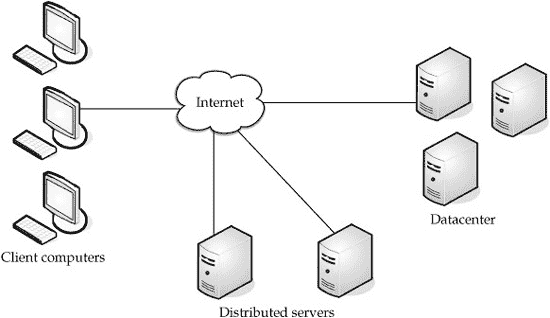 Internet
Datacenter
Client computers
Distributed servers